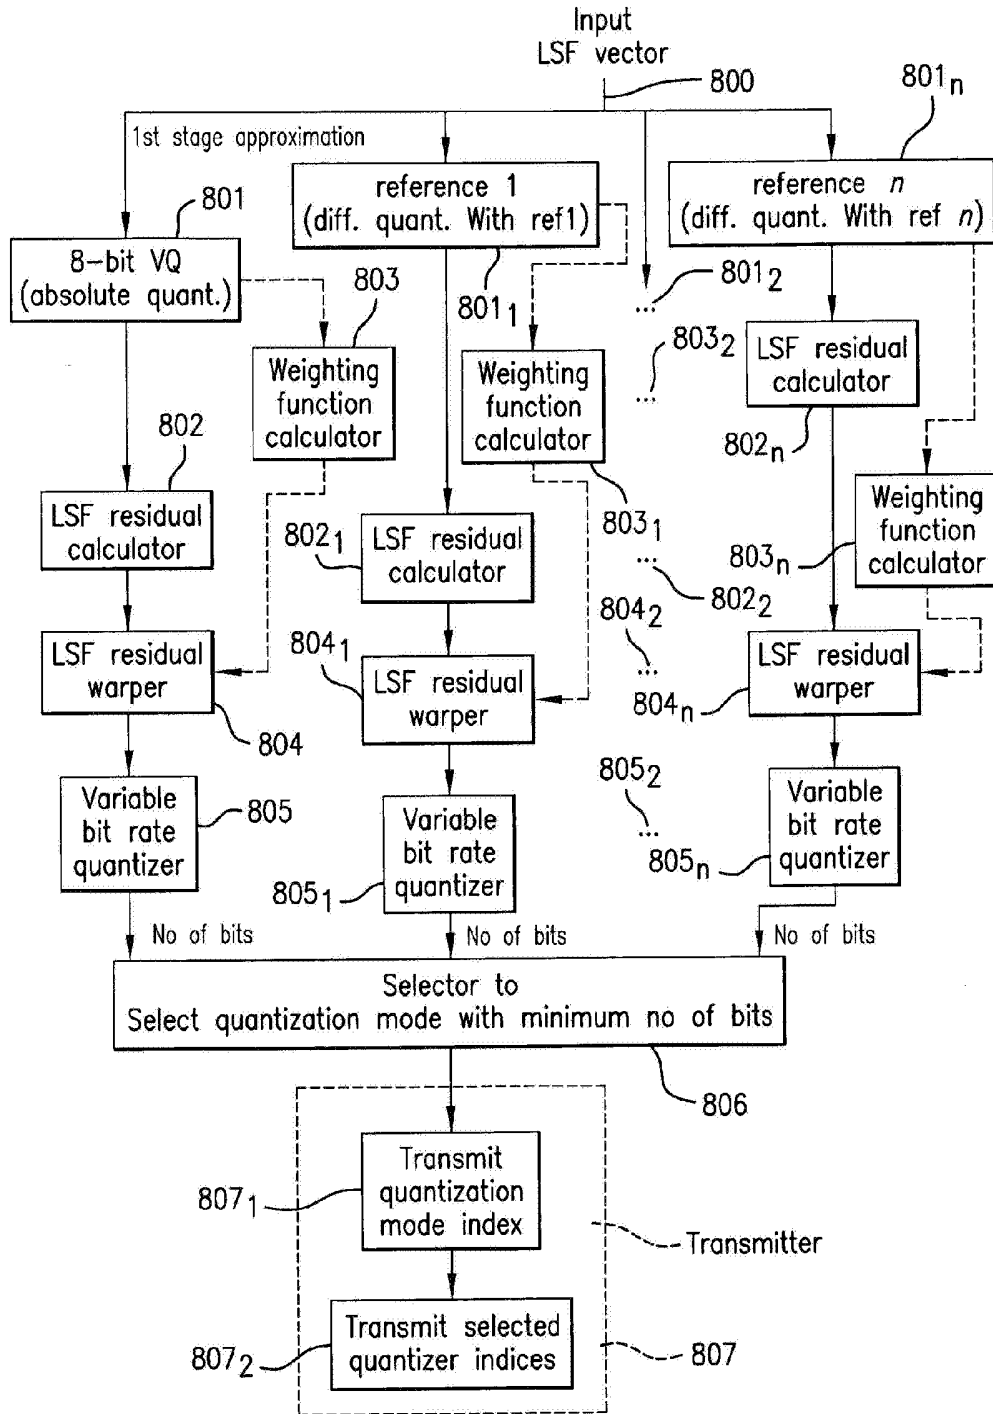 Input
LSF vector
800
801n
1st stage approximation
801
reference 1
(diff. quant. With ref1)
reference n
(diff. quant. With ref n)
8-bit VQ
(absolute quant.)
803
801₁
... 801₂
803₂
...
Weighting
function
calculator
Weighting
function
calculator
LSF residual
calculator
802n
802
LSF residual
calculator
802₁
LSF residual
calculator
803₁
...
802₂
803n
Weighting
function
calculator
LSF residual
warper
804
804₁
LSF residual
warper
804₂
...
804n
LSF residual
warper
Variable
bit rate
quantizer
805
Variable
bit rate
quantizer
805₁
805₂
...
805n
Variable
bit rate
quantizer
No of bits
No of bits
No of bits
Selector to
Select quantization mode with minimum no of bits
806
807₁
Transmit
quantization
mode index
Transmitter
807₂
Transmit selected
quantizer indices
807